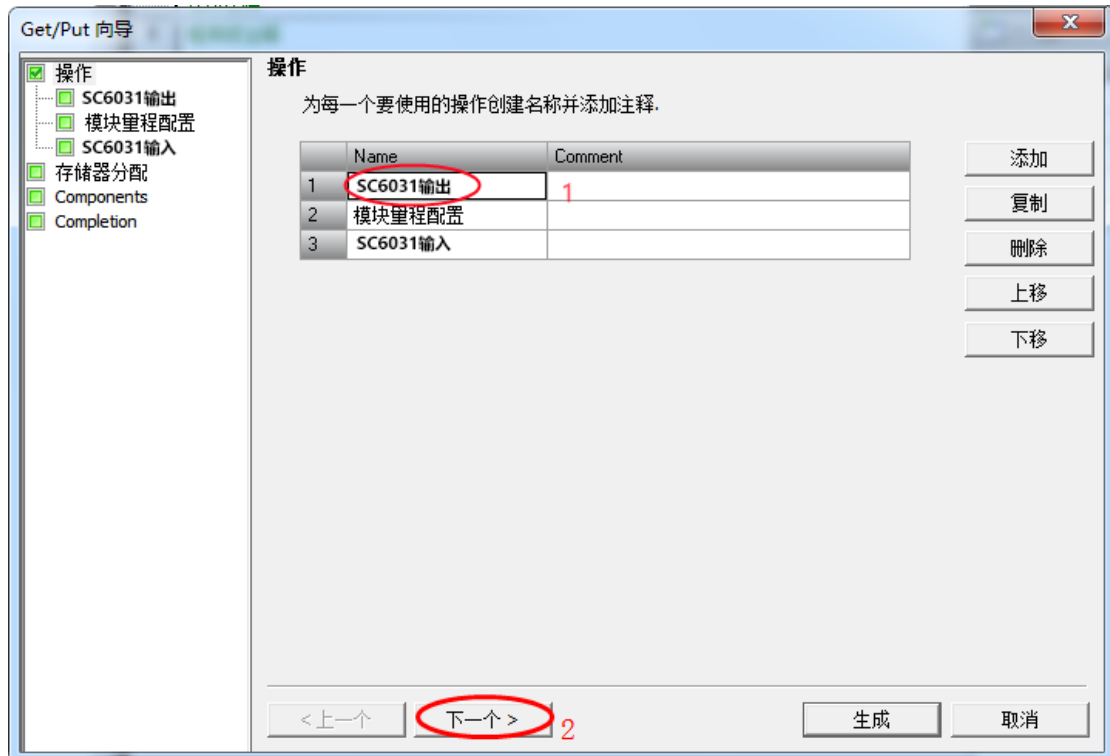 Get/Put 向导
操作
SC6031输出
模块量程配置
SC6031输入
存储器分配
Components
Completion
操作
为每一个要使用的操作创建名称并添加注释.
Name Comment
1 SC6031输出 1
2 模块量程配置
3 SC6031输入
添加
复制
删除
上移
下移
<上一个 下一个 > 2 生成 取消